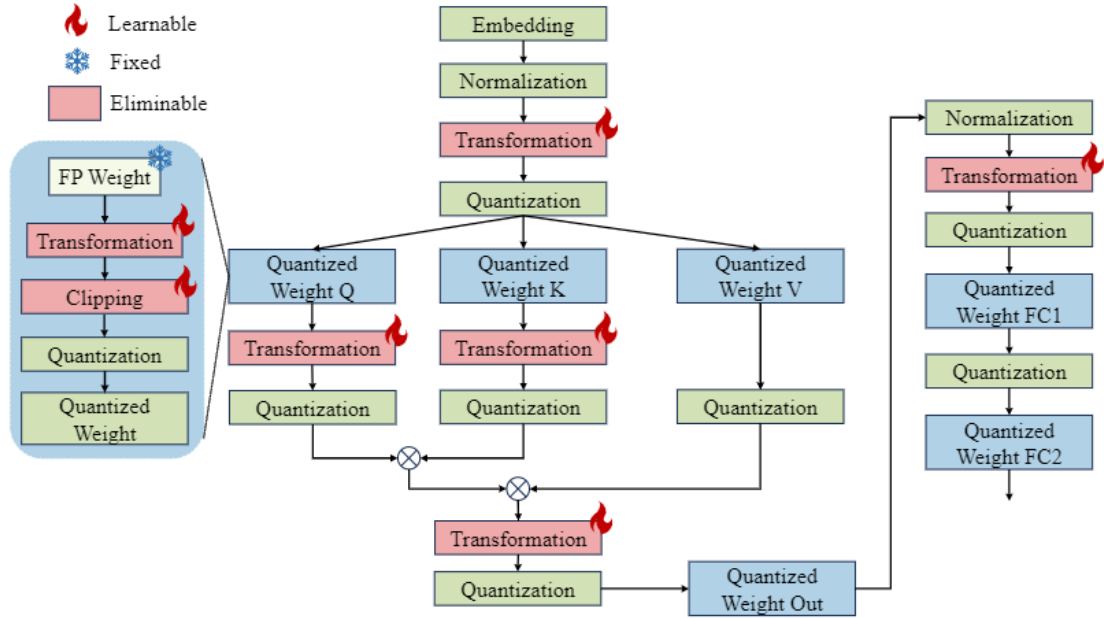 Learnable
Fixed
Eliminable
FP Weight
Transformation
Clipping
Quantization
Quantized
Weight
Embedding
Normalization
Transformation
Quantization
Quantized
Weight Q
Transformation
Quantization
Quantized
Weight K
Transformation
Quantization
Quantized
Weight V
Quantization
Transformation
Quantization
Quantized
Weight Out
Normalization
Transformation
Quantization
Quantized
Weight FC1
Quantization
Quantized
Weight FC2